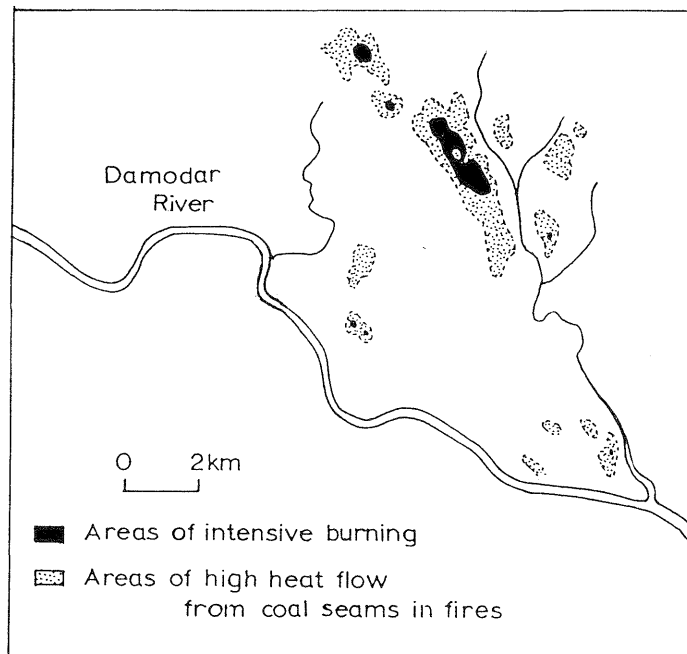 Damodar
River
0 2km
Areas of intensive burning
Areas of high heat flow
from coal seams in fires